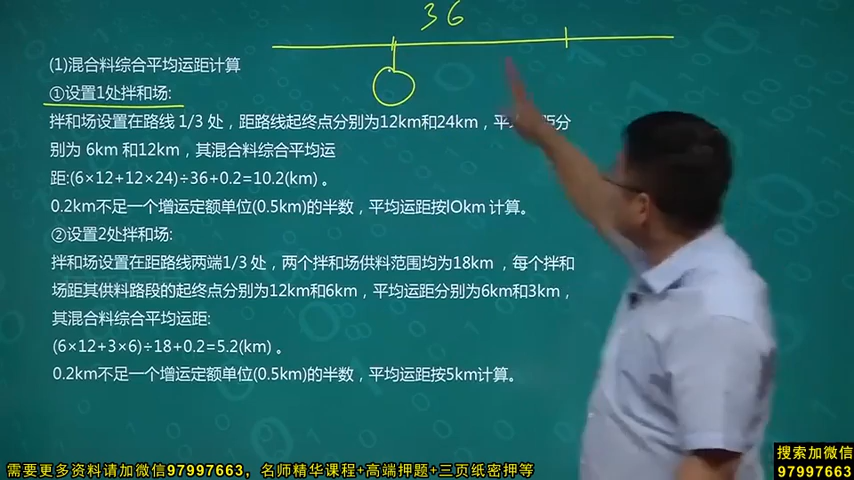 36
(1)混合料综合平均运距计算
①设置1处拌和场:
拌和场设置在路线 1/3 处，距路线起终点分别为12km和24km，平 距分
别为 6km 和12km，其混合料综合平均运
距:(6×12+12×24)÷36+0.2=10.2(km) 。
0.2km不足一个增运定额单位(0.5km)的半数，平均运距按lOkm 计算。
②设置2处拌和场:
拌和场设置在距路线两端1/3 处，两个拌和场供料范围均为18km ，每个拌和
场距其供料路段的起终点分别为12km和6km，平均运距分别为6km和3km，
其混合料综合平均运距:
(6×12+3×6)÷18+0.2=5.2(km) 。
0.2km不足一个增运定额单位(0.5km)的半数，平均运距按5km计算。
需要更多资料请加微信97997663，名师精华课程+高端押题+三页纸密押等
搜索加微信
97997663